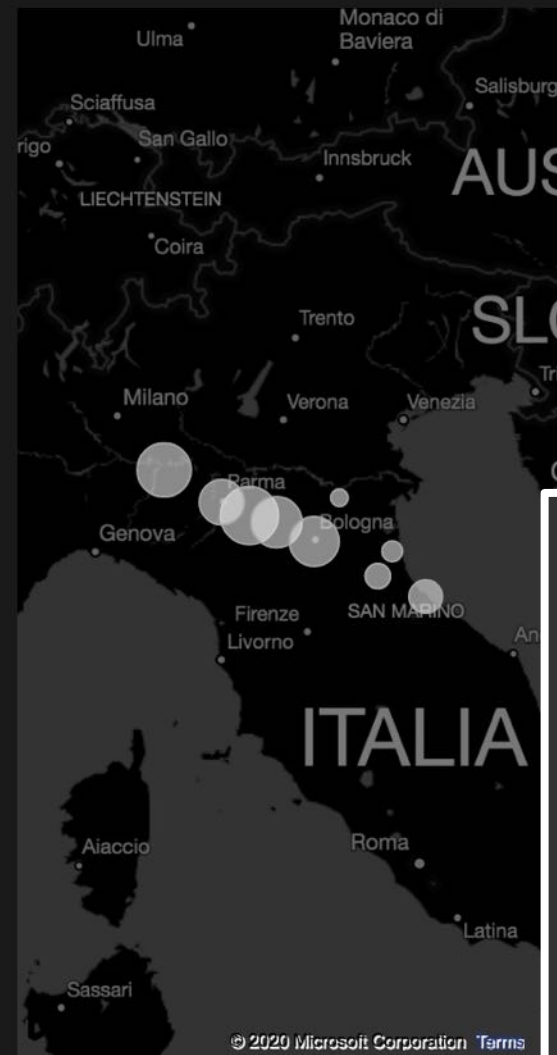 Monaco di
Baviera
Ulma
Salisburg
Sciaffusa
rigo
San Gallo
Innsbruck
AUS
LIECHTENSTEIN
Coira
SLO
Trento
Tr
Milano
Verona
Venezia
Parma
Bologna
Genova
SAN MARINO
Firenze
Livorno
An
ITALIA
Roma
Aiaccio
Latina
Sassari
© 2020 Microsoft Corporation Terms